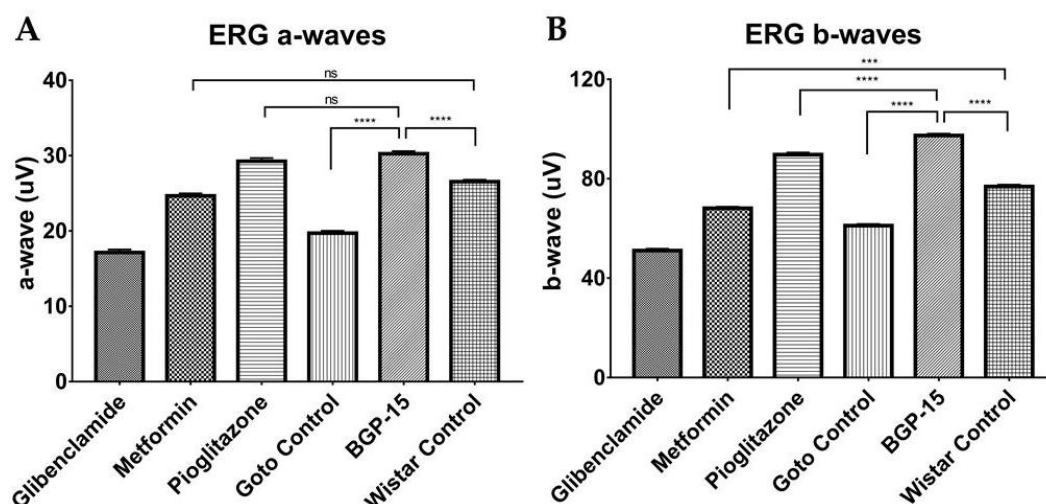 A
ERG a-waves
ns
ns
****
****
40
30
20
10
0
a-wave (uV)
Glibenclamide
Metformin
Pioglitazone
Goto Control
BGP-15
Wistar Control
B
ERG b-waves
***
****
****
****
120
80
40
0
b-wave (uV)
Glibenclamide
Metformin
Pioglitazone
Goto Control
BGP-15
Wistar Control